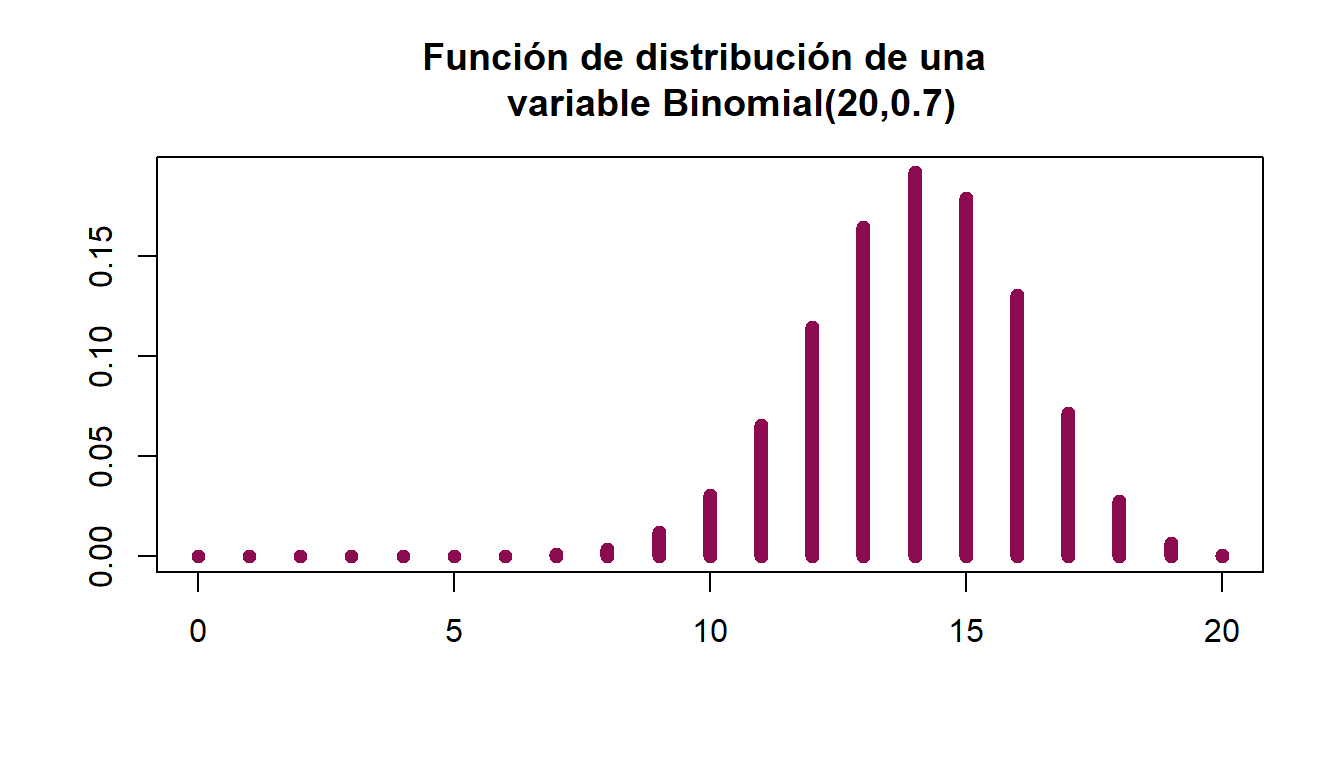 Función de distribución de una
variable Binomial(20,0.7)
0.15
0.10
0.05
0.00
0 5 10 15 20